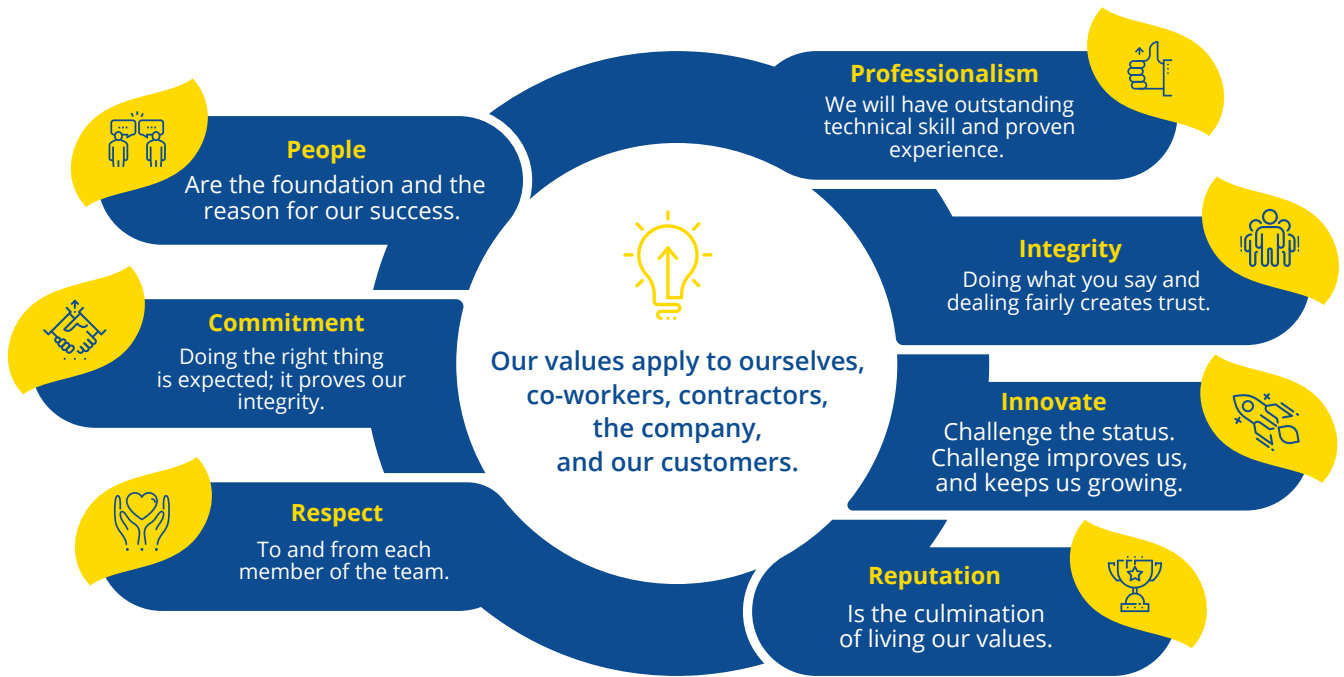 People
Are the foundation and the
reason for our success.
Commitment
Doing the right thing
is expected; it proves our
integrity.
Respect
To and from each
member of the team.
Our values apply to ourselves,
co-workers, contractors,
the company,
and our customers.
Professionalism
We will have outstanding
technical skill and proven
experience.
Integrity
Doing what you say and
dealing fairly creates trust.
Innovate
Challenge the status.
Challenge improves us,
and keeps us growing.
Reputation
Is the culmination
of living our values.